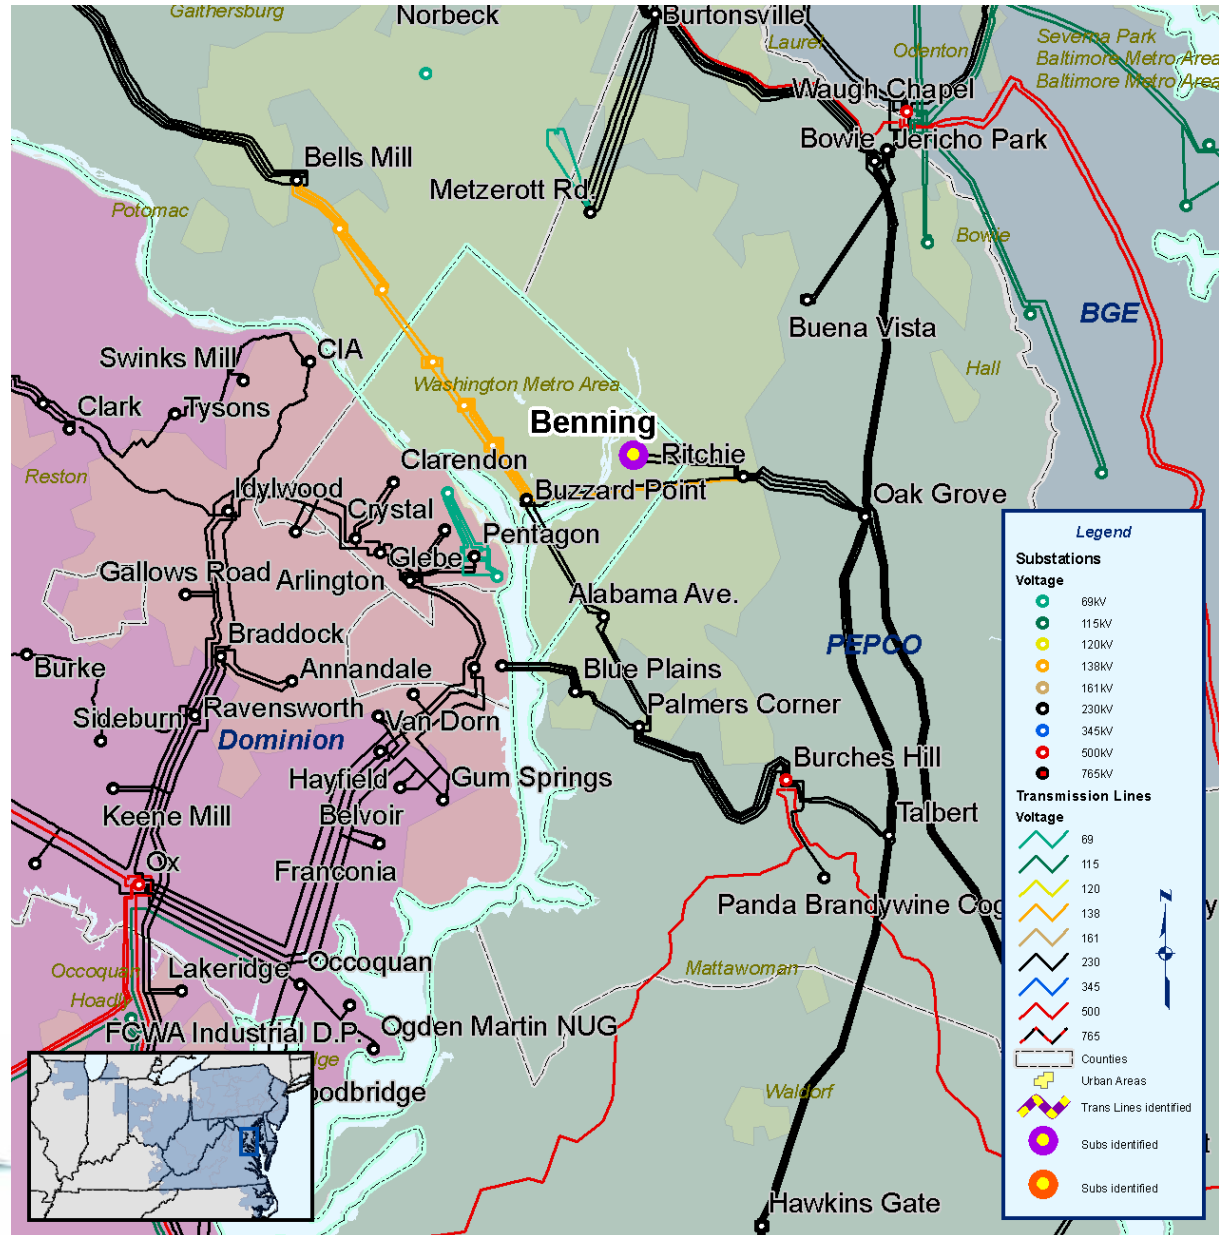 Gaithersburg
Norbeck
Burtonsville
Laurel
Odenton
Severna Park
Baltimore Metro Area
Baltimore Metro Area
Waugh Chapel
Bowie
Jericho Park
Bells Mill
Metzerott Rd.
Potomac
Bowie
BGE
Buena Vista
Hall
Swinks Mill
CIA
Washington Metro Area
Clark
Tysons
Benning
Ritchie
Reston
Clarendon
Idylwood
Buzzard Point
Oak Grove
Crystal
Pentagon
Glebe
Gallows Road
Arlington
Alabama Ave.
Braddock
PEPCO
Burke
Annandale
Blue Plains
Sideburn
Ravensworth
Van Dorn
Palmers Corner
Dominion
Hayfield
Gum Springs
Burches Hill
Keene Mill
Belvoir
Talbert
Ox
Franconia
Panda Brandywine Cog
y
Occoquan
Lakeridge
Occoquan
Mattawoman
Hoadly
FCWA Industrial D.P.
Ogden Martin NUG
dge
oodbridge
Waldorf
t
Hawkins Gate
Legend
Substations
Voltage
69kV
115kV
120kV
138kV
161kV
230kV
345kV
500kV
765kV
Transmission Lines
Voltage
69
115
120
138
161
230
345
500
765
Counties
Urban Areas
Trans Lines identified
Subs identified
Subs identified
N